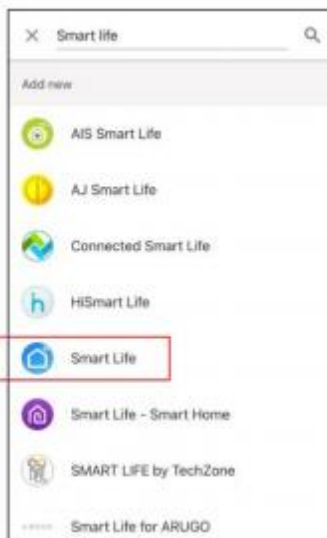 Smart life
Add new
AIS Smart Life
AJ Smart Life
Connected Smart Life
HiSmart Life
Smart Life
Smart Life - Smart Home
SMART LIFE by TechZone
Smart Life for ARUGO